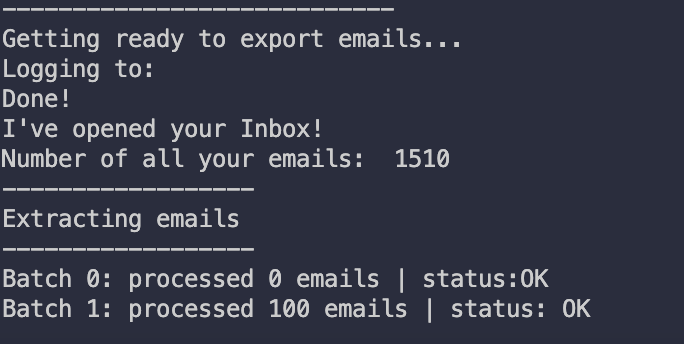 ----------------------------
Getting ready to export emails...
Logging to:
Done!
I've opened your Inbox!
Number of all your emails:  1510
------------------
Extracting emails
------------------
Batch 0: processed 0 emails | status:OK
Batch 1: processed 100 emails | status: OK